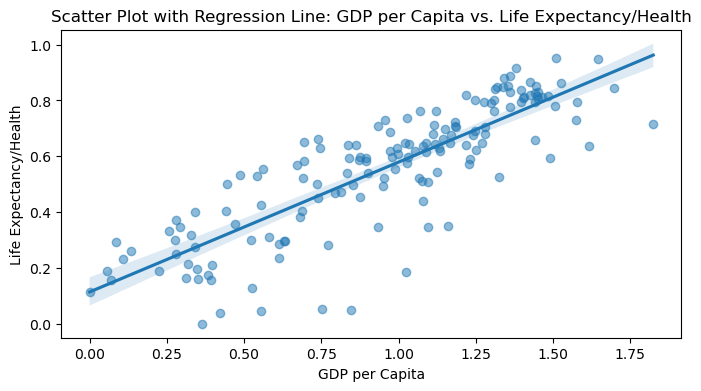 Scatter Plot with Regression Line: GDP per Capita vs. Life Expectancy/Health
Life Expectancy/Health
1.0
0.8
0.6
0.4
0.2
0.0
0.00 0.25 0.50 0.75 1.00 1.25 1.50 1.75
GDP per Capita